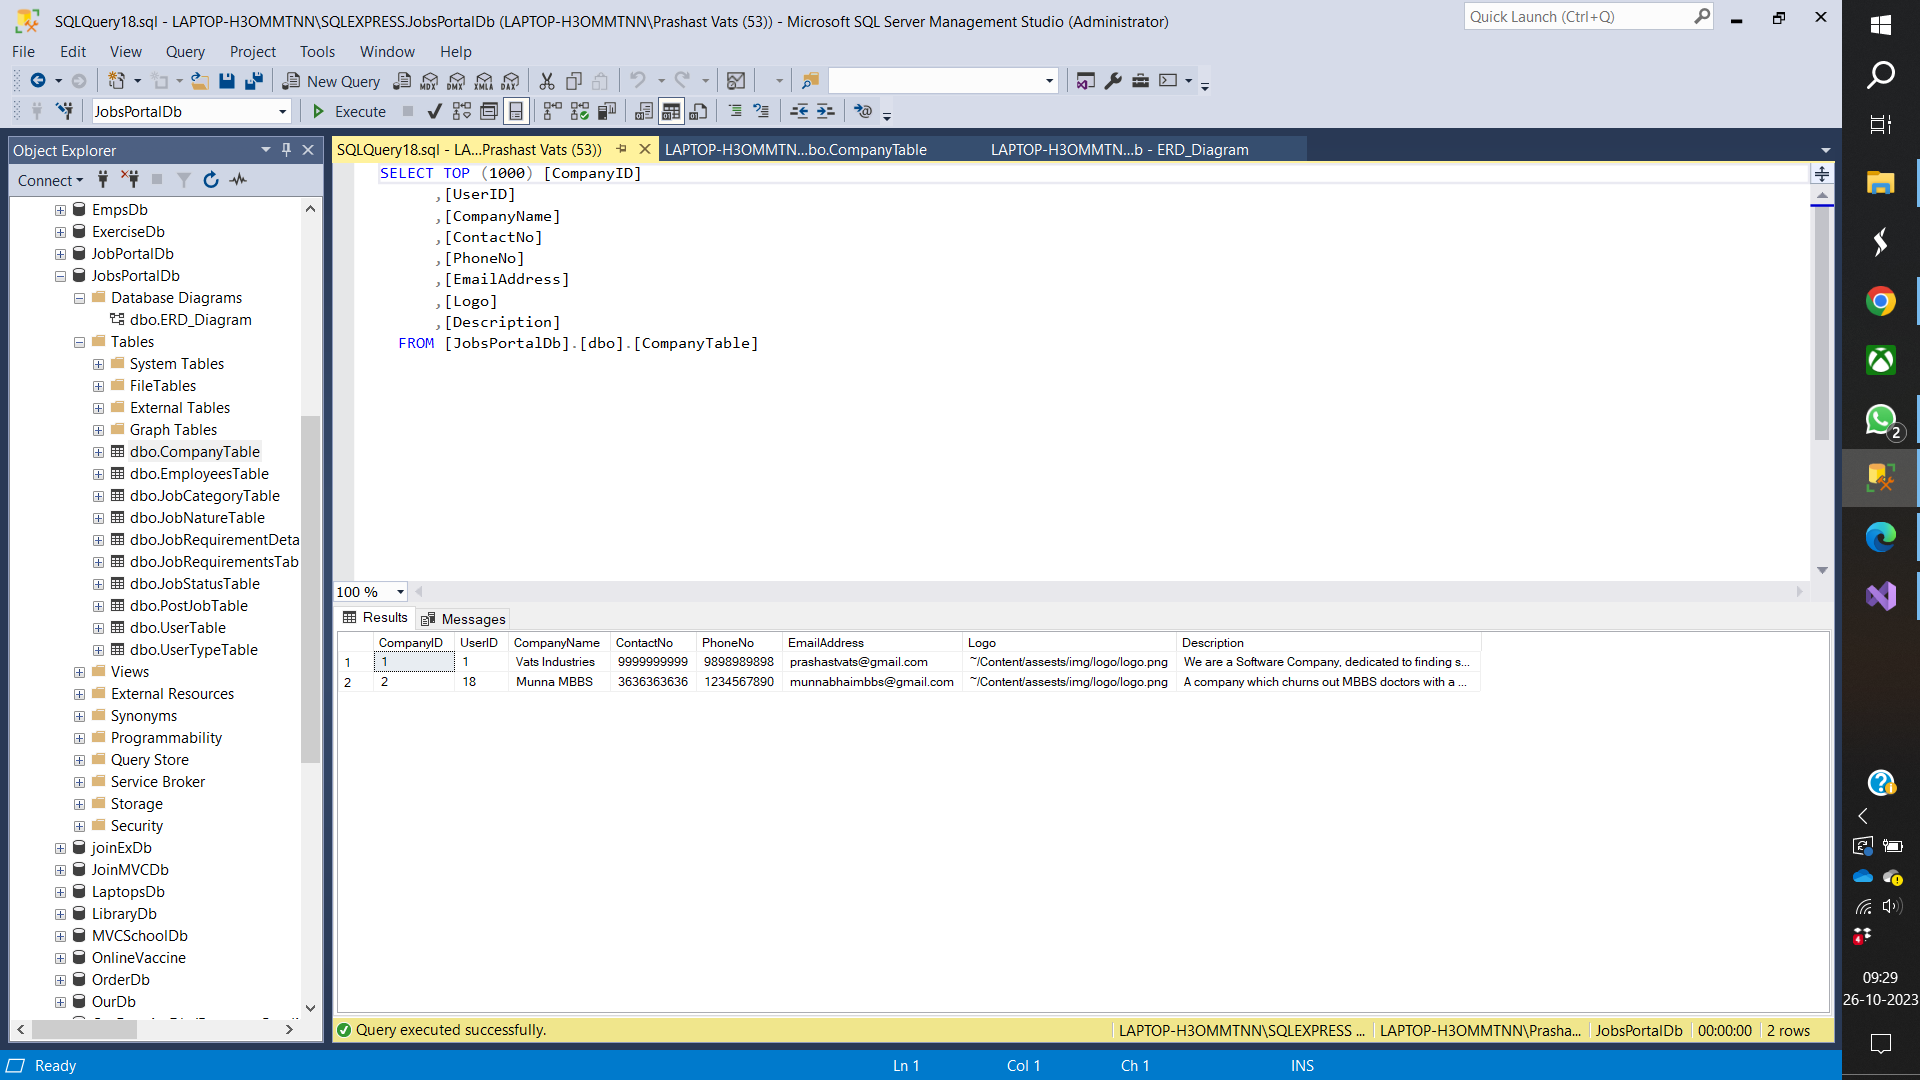 SQLQuery18.sql - LAPTOP-H3OMMTNN\SQLEXPRESS.JobsPortalDb (LAPTOP-H3OMMTNN\Prashast Vats (53)) - Microsoft SQL Server Management Studio (Administrator)
Quick Launch (Ctrl+Q)
File Edit View Query Project Tools Window Help
New Query MDX DMX XMLA DAX
JobsPortalDb Execute
Object Explorer
SQLQuery18.sql - LA...Prashast Vats (53)) LAPTOP-H3OMMTN...bo.CompanyTable LAPTOP-H3OMMTN...b - ERD_Diagram
Connect
EmpsDb
ExerciseDb
JobPortalDb
JobsPortalDb
Database Diagrams
dbo.ERD_Diagram
Tables
System Tables
FileTables
External Tables
Graph Tables
dbo.CompanyTable
dbo.EmployeesTable
dbo.JobCategoryTable
dbo.JobNatureTable
dbo.JobRequirementDeta
dbo.JobRequirementsTab
dbo.JobStatusTable
dbo.PostJobTable
dbo.UserTable
dbo.UserTypeTable
Views
External Resources
Synonyms
Programmability
Query Store
Service Broker
Storage
Security
joinExDb
JoinMVCDb
LaptopsDb
LibraryDb
MVCSchoolDb
OnlineVaccine
OrderDb
OurDb
SELECT TOP (1000) [CompanyID]
,[UserID]
,[CompanyName]
,[ContactNo]
,[PhoneNo]
,[EmailAddress]
,[Logo]
,[Description]
FROM [JobsPortalDb].[dbo].[CompanyTable]
100 %
Results Messages
CompanyID UserID CompanyName ContactNo PhoneNo EmailAddress Logo Description
1 1 1 Vats Industries 9999999999 9898989898 prashastvats@gmail.com ~/Content/assests/img/logo/logo.png We are a Software Company, dedicated to finding s...
2 2 18 Munna MBBS 3636363636 1234567890 munnabhaimbbs@gmail.com ~/Content/assests/img/logo/logo.png A company which churns out MBBS doctors with a ...
Query executed successfully. LAPTOP-H3OMMTNN\SQLEXPRESS ... LAPTOP-H3OMMTNN\Prasha... JobsPortalDb 00:00:00 2 rows
Ready Ln 1 Col 1 Ch 1 INS
2
4
09:29
26-10-2023